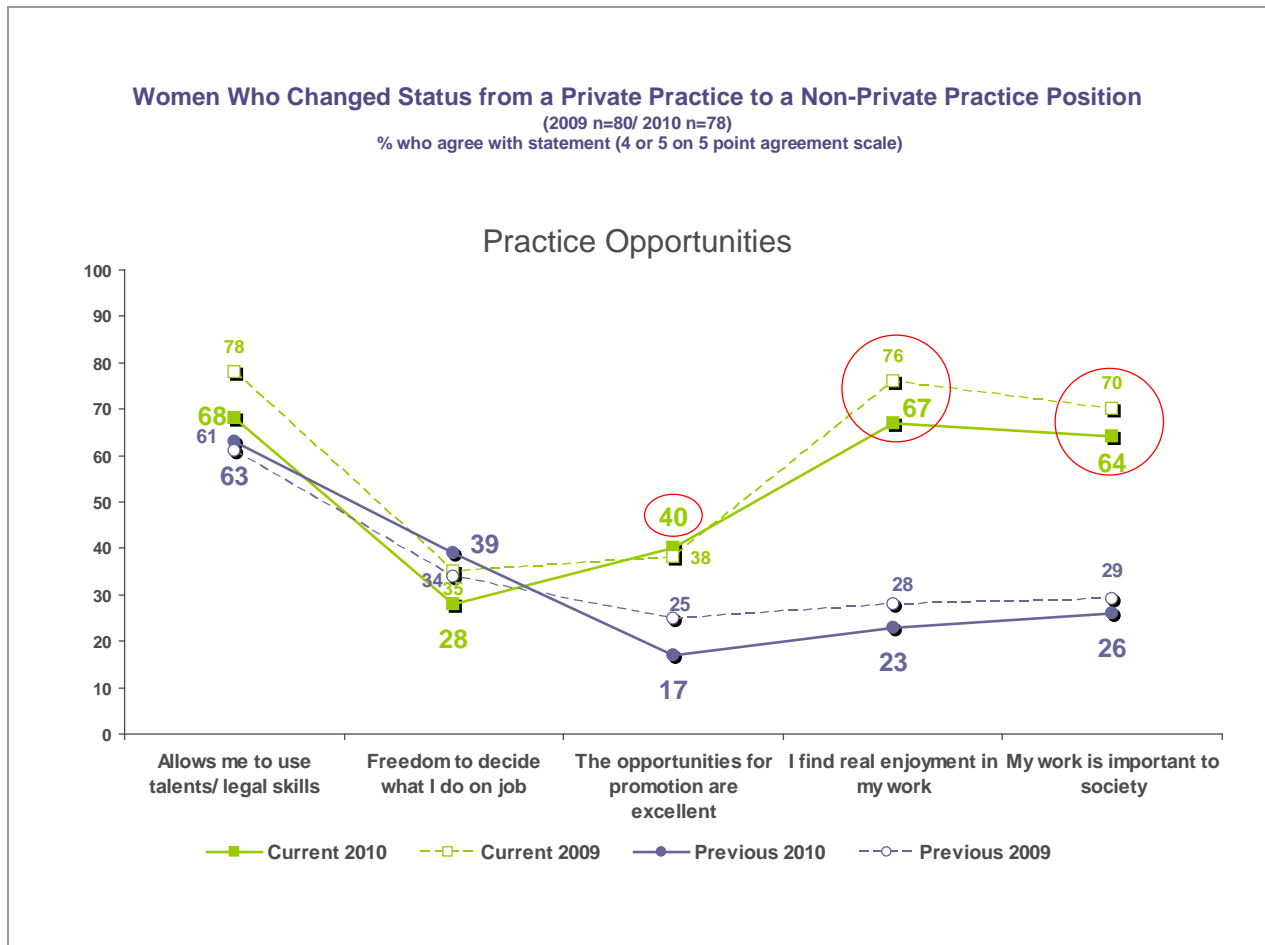 Women Who Changed Status from a Private Practice to a Non-Private Practice Position
(2009 n=80/ 2010 n=78)
% who agree with statement (4 or 5 on 5 point agreement scale)
Practice Opportunities
100
90
80
70
60
50
40
30
20
10
0
78
68
61
63
39
34
35
28
40
38
25
17
76
67
28
23
70
64
29
26
Allows me to use
talents/ legal skills
Freedom to decide
what I do on job
The opportunities for
promotion are
excellent
I find real enjoyment in
my work
My work is important to
society
Current 2010
Current 2009
Previous 2010
Previous 2009